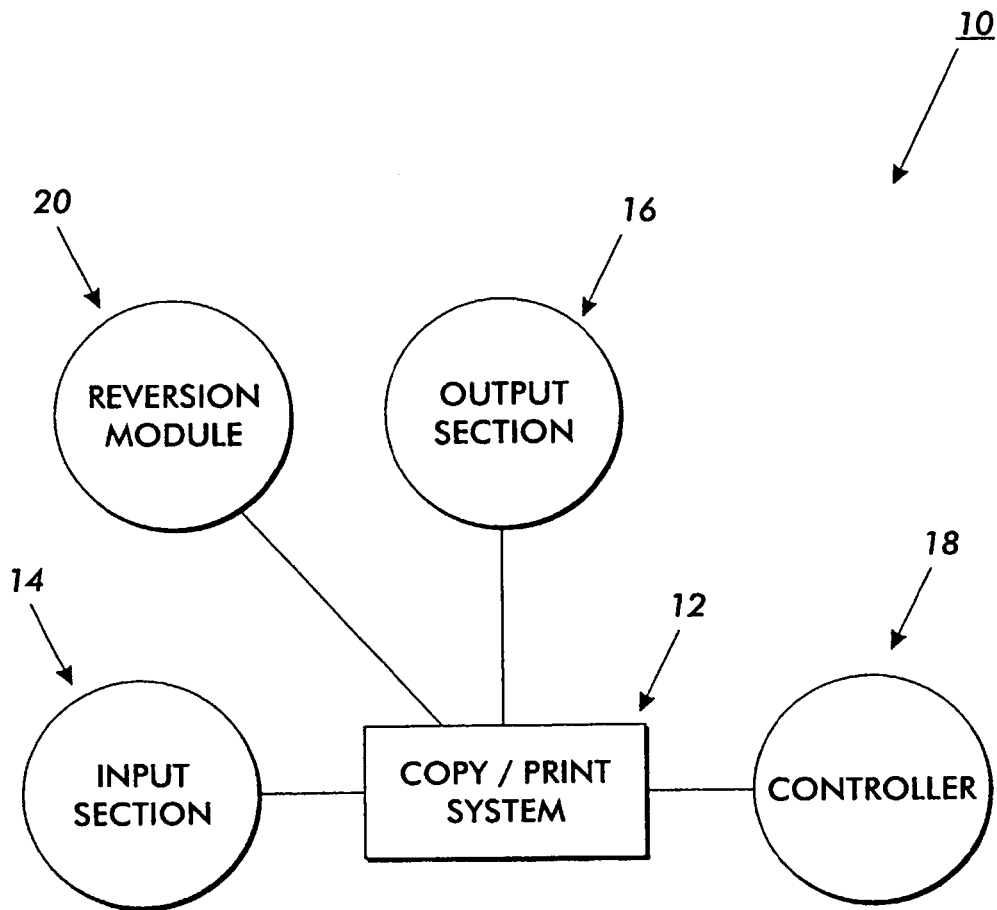 10
20
16
REVERSION
MODULE
OUTPUT
SECTION
14
12
18
INPUT
SECTION
COPY / PRINT
SYSTEM
CONTROLLER